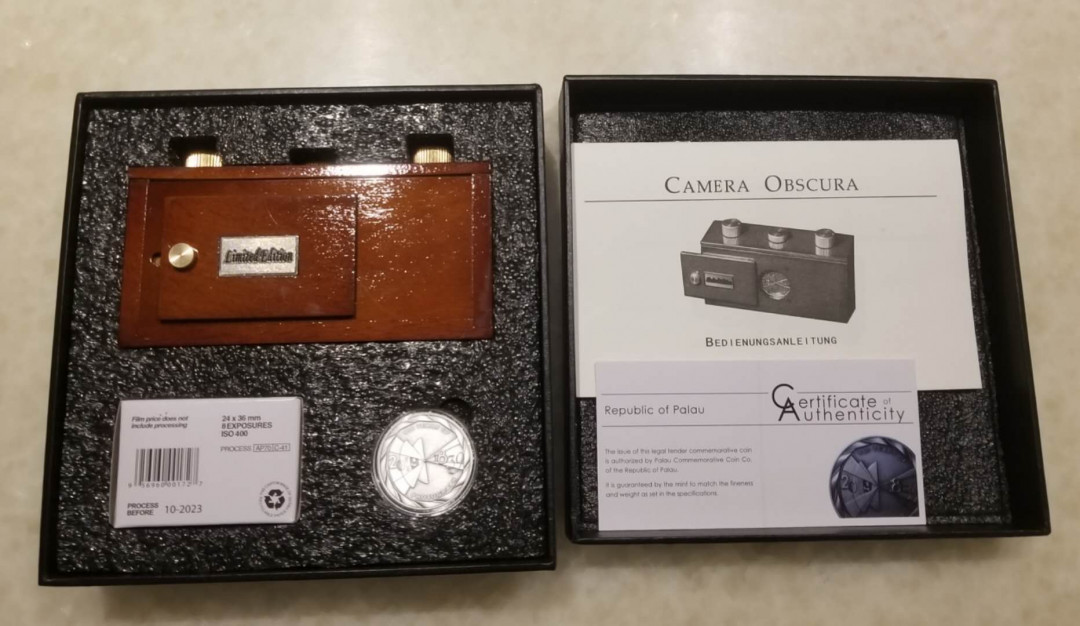 Limited Edition
Film price does not
include processing
24 x 36 mm
8 EXPOSURES
ISO 400
PROCESS AP70/C-41
PROCESS
BEFORE 10-2023
CAMERA OBSCURA
BEDIENUNGSANLEITUNG
Republic of Palau
Certificate of
Authenticity
The issue of this legal tender commemorative coin
is authorized by Palau Commemorative Coin Co.
of the Republic of Palau.
It is guaranteed by the mint to match the fineness
and weight as set in the specifications.